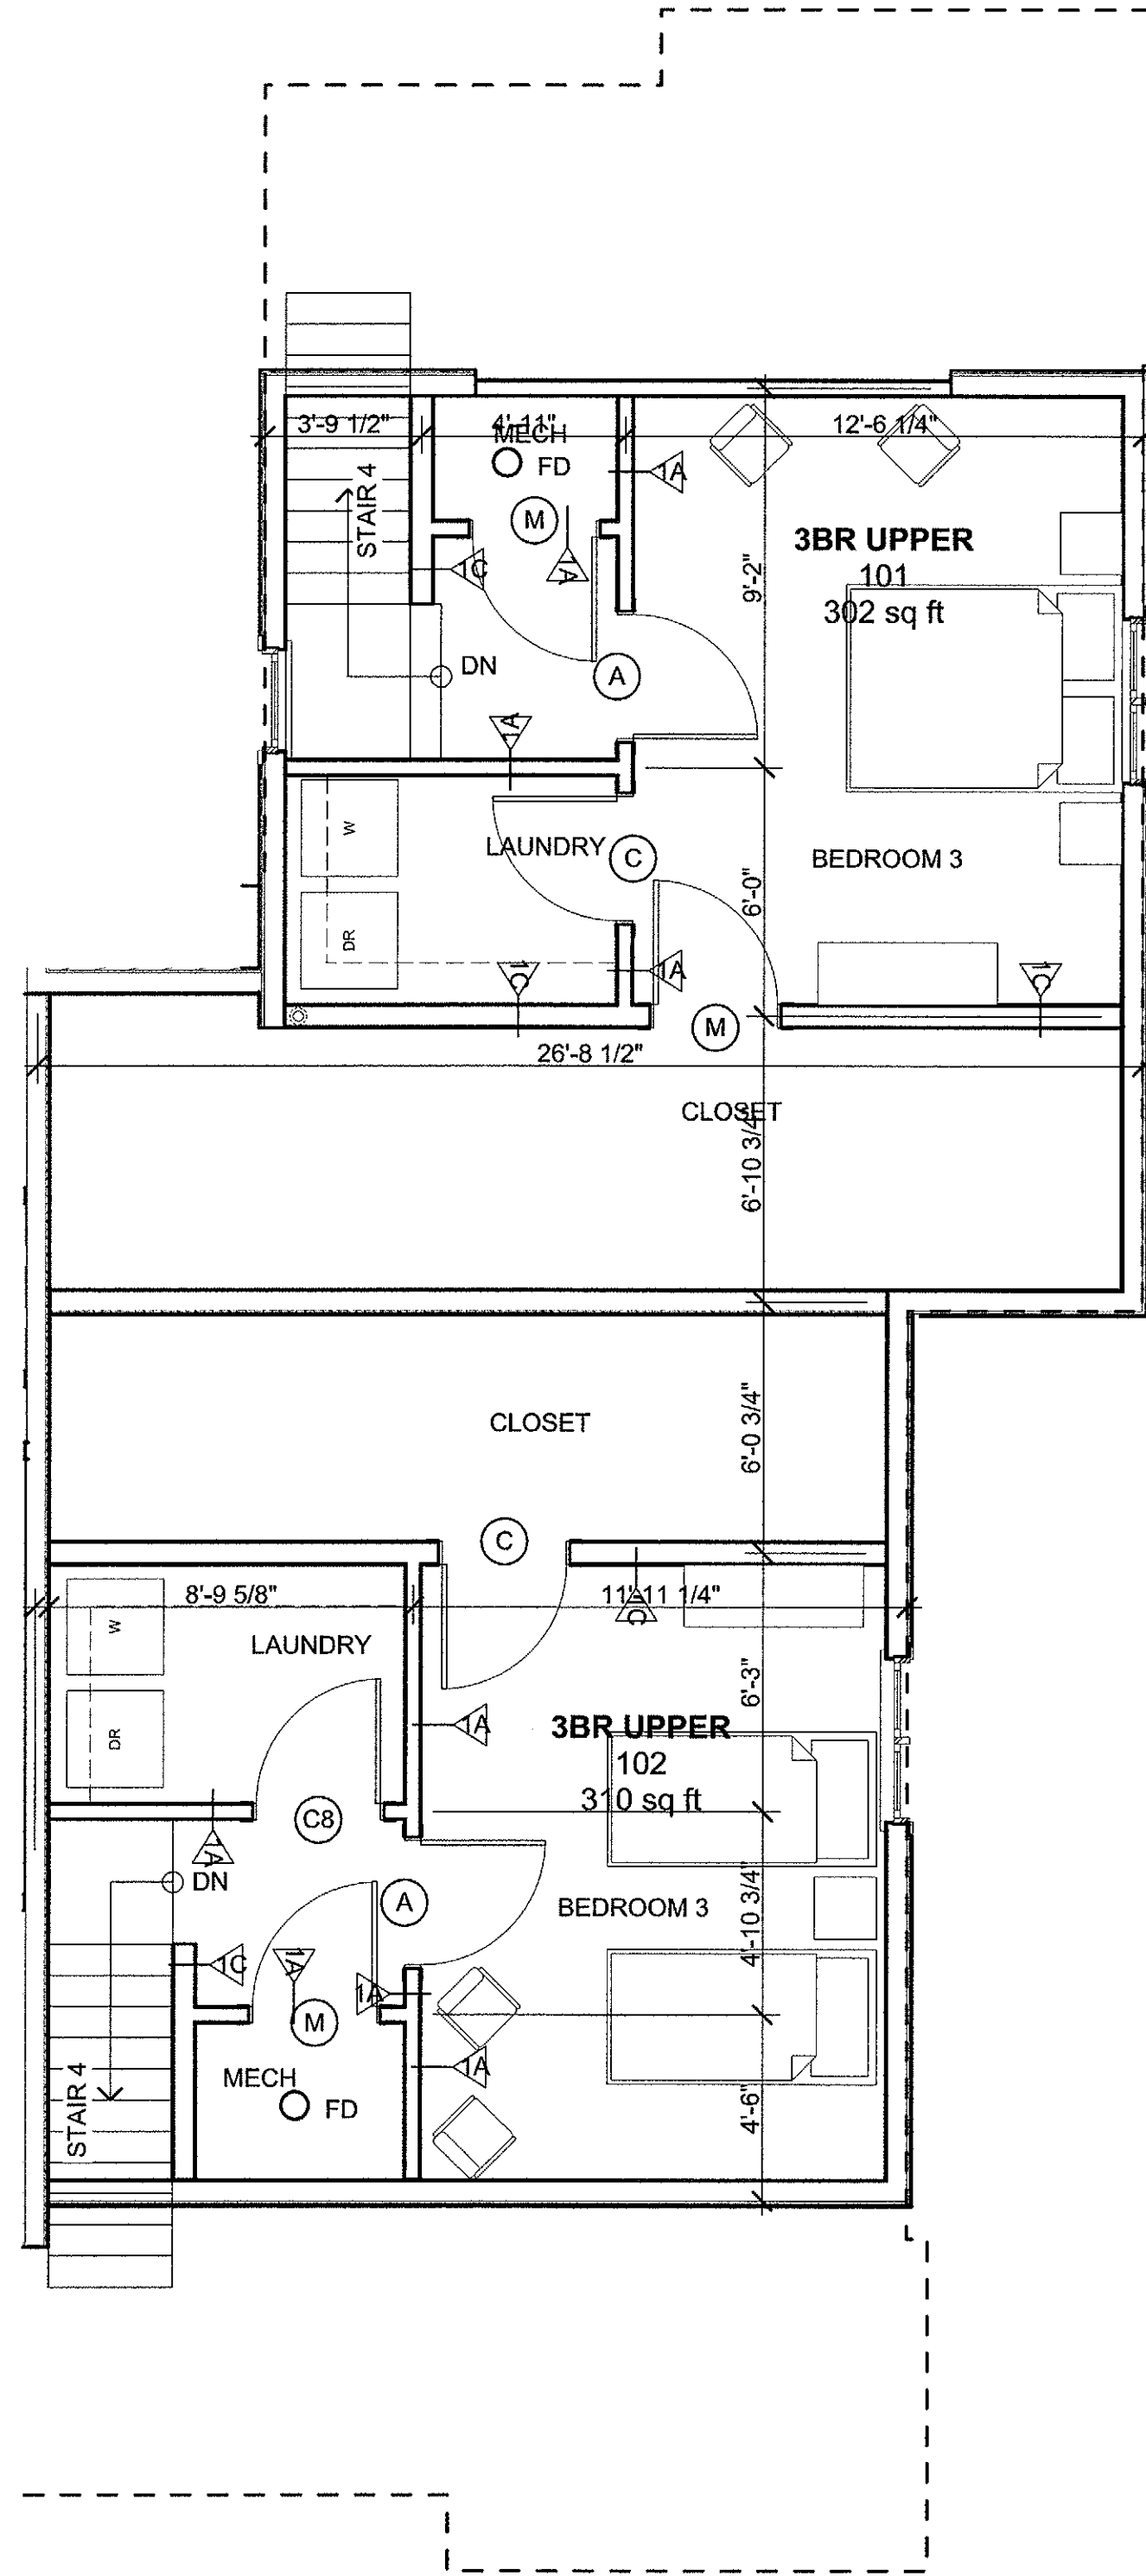 3'-9 1/2"
4'-11"
12'-6 1/4"
MECH
FD
1A
STAIR 4
M
3BR UPPER
101
302 sq ft
9'-2"
1C
1A
DN
A
1A
W
LAUNDRY
C
BEDROOM 3
6'-0"
DR
1C
1A
1C
M
26'-8 1/2"
CLOSET
6'-10 3/4"
CLOSET
6'-0 3/4"
C
8'-9 5/8"
11'-11 1/4"
1C
W
LAUNDRY
6'-3"
1A
3BR UPPER
102
310 sq ft
DR
C8
1A
DN
A
BEDROOM 3
4'-10 3/4"
1C
1A
1A
M
1A
MECH
FD
STAIR 4
4'-6"